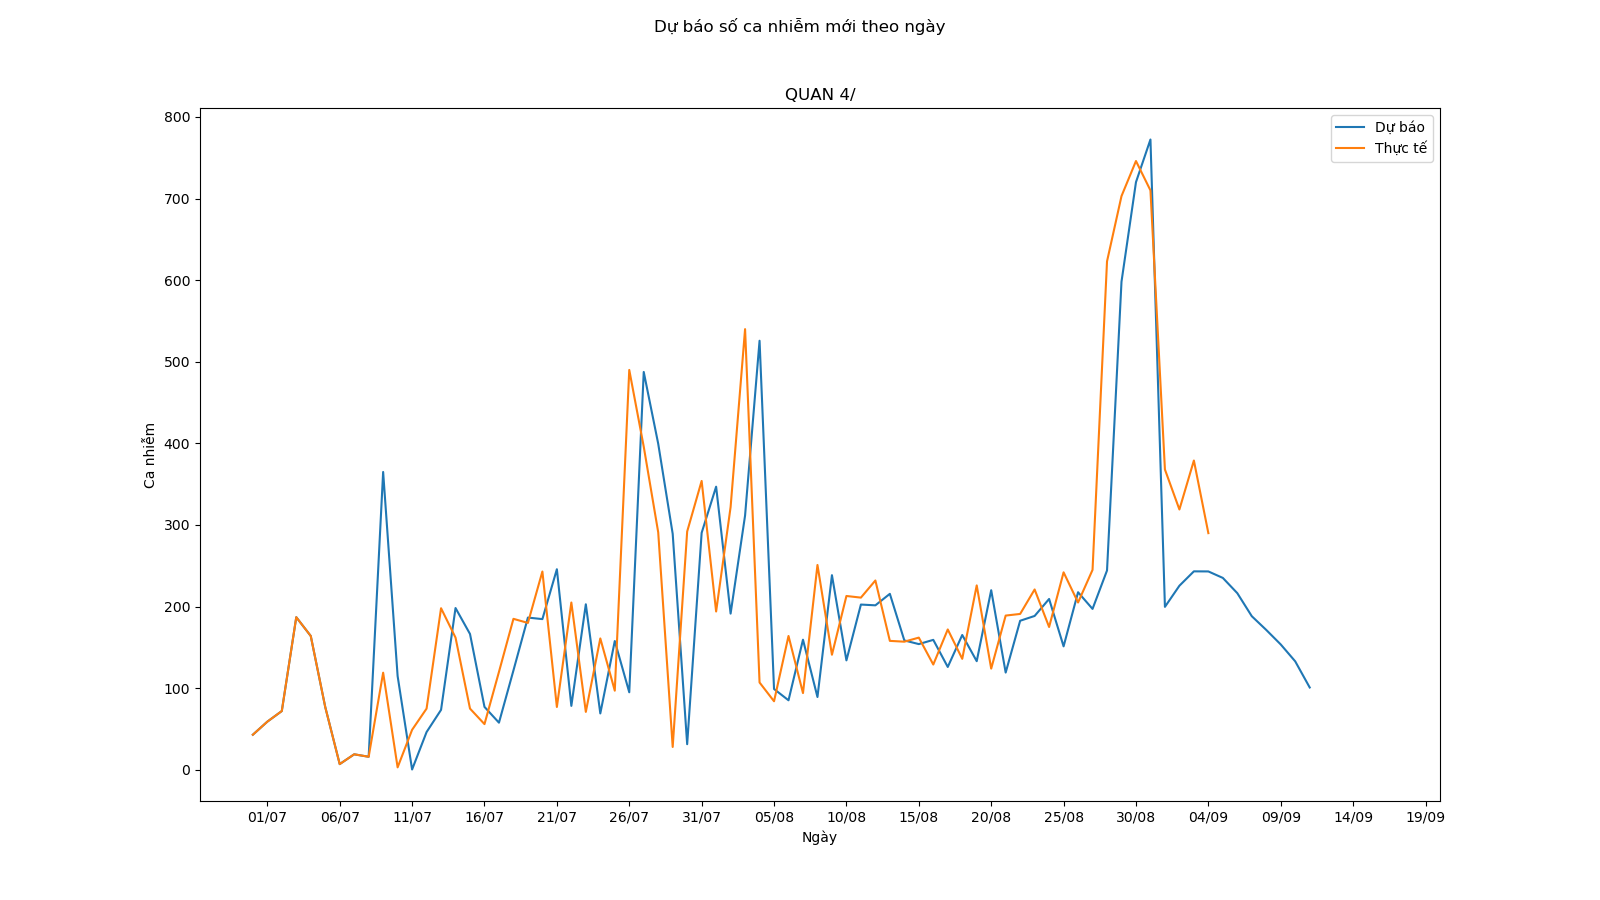 Dự báo số ca nhiễm mới theo ngày
QUAN 4/
800
700
600
500
400
300
200
100
0
Ca nhiễm
Dự báo
Thực tế
01/07 06/07 11/07 16/07 21/07 26/07 31/07 05/08 10/08 15/08 20/08 25/08 30/08 04/09 09/09 14/09 19/09
Ngày